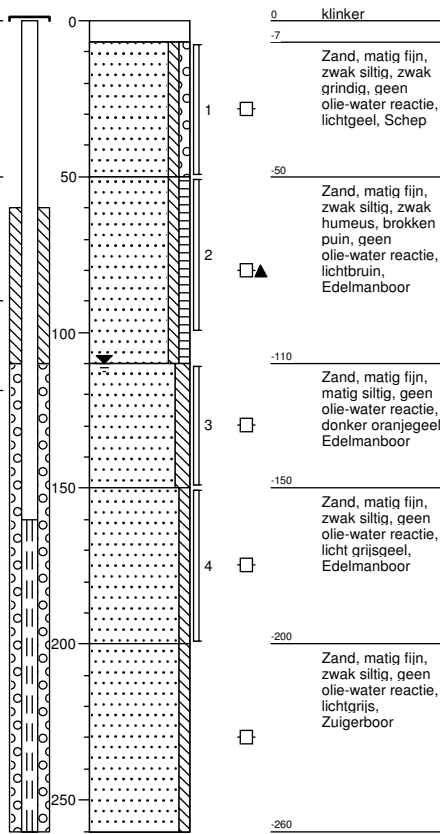 0
0
klinker
-7
Zand, matig fijn,
zwak siltig, zwak
grindig, geen
olie-water reactie,
lichtgeel, Schep
1
50
-50
Zand, matig fijn,
zwak siltig, zwak
humeus, brokken
puin, geen
olie-water reactie,
lichtbruin,
Edelmanboor
2
100
-110
Zand, matig fijn,
matig siltig, geen
olie-water reactie,
donker oranjegeel,
Edelmanboor
3
150
-150
Zand, matig fijn,
zwak siltig, geen
olie-water reactie,
licht grijsgeel,
Edelmanboor
4
200
-200
Zand, matig fijn,
zwak siltig, geen
olie-water reactie,
lichtgrijs,
Zuigerboor
250
-260